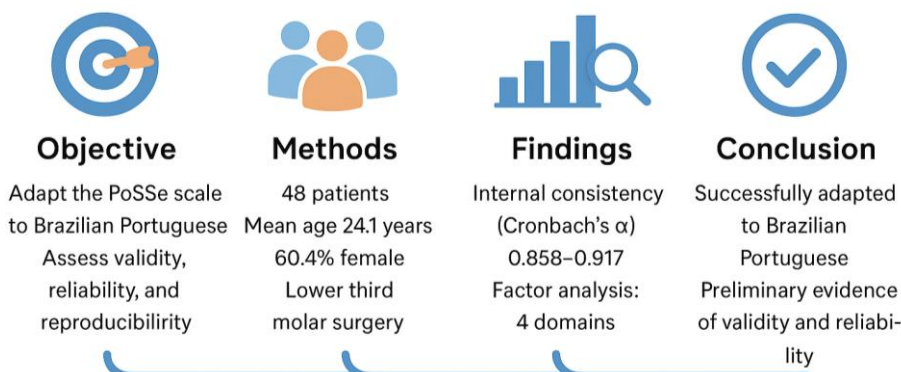 Objective
Adapt the PoSSe scale
to Brazilian Portuguese
Assess validity,
reliability, and
reproducibilirity
Methods
48 patients
Mean age 24.1 years
60.4% female
Lower third
molar surgery
Findings
Internal consistency
(Cronbach's α)
0.858–0.917
Factor analysis:
4 domains
Conclusion
Successfully adapted
to Brazilian
Portuguese
Preliminary evidence
of validity and reliabi-
lity